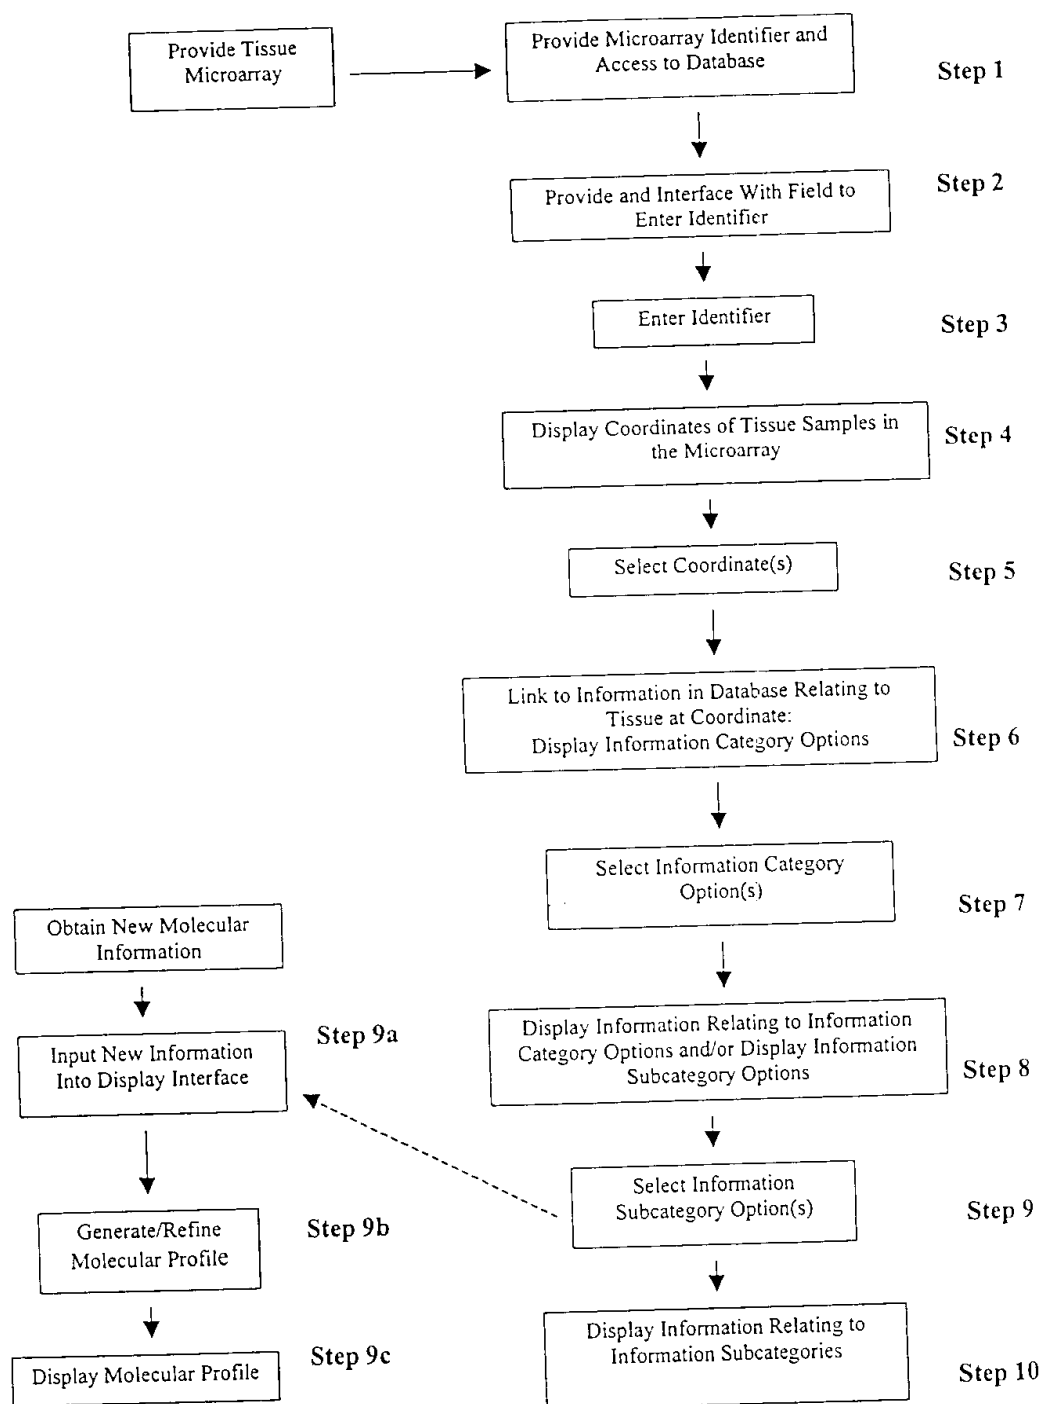 Provide Tissue
Microarray
Provide Microarray Identifier and
Access to Database
Step 1
Provide and Interface With Field to
Enter Identifier
Step 2
Enter Identifier
Step 3
Display Coordinates of Tissue Samples in
the Microarray
Step 4
Select Coordinate(s)
Step 5
Link to Information in Database Relating to
Tissue at Coordinate:
Display Information Category Options
Step 6
Select Information Category
Option(s)
Step 7
Obtain New Molecular
Information
Display Information Relating to Information
Category Options and/or Display Information
Subcategory Options
Step 8
Input New Information
Into Display Interface
Step 9a
Select Information
Subcategory Option(s)
Step 9
Generate/Refine
Molecular Profile
Step 9b
Display Information Relating to
Information Subcategories
Step 10
Display Molecular Profile
Step 9c